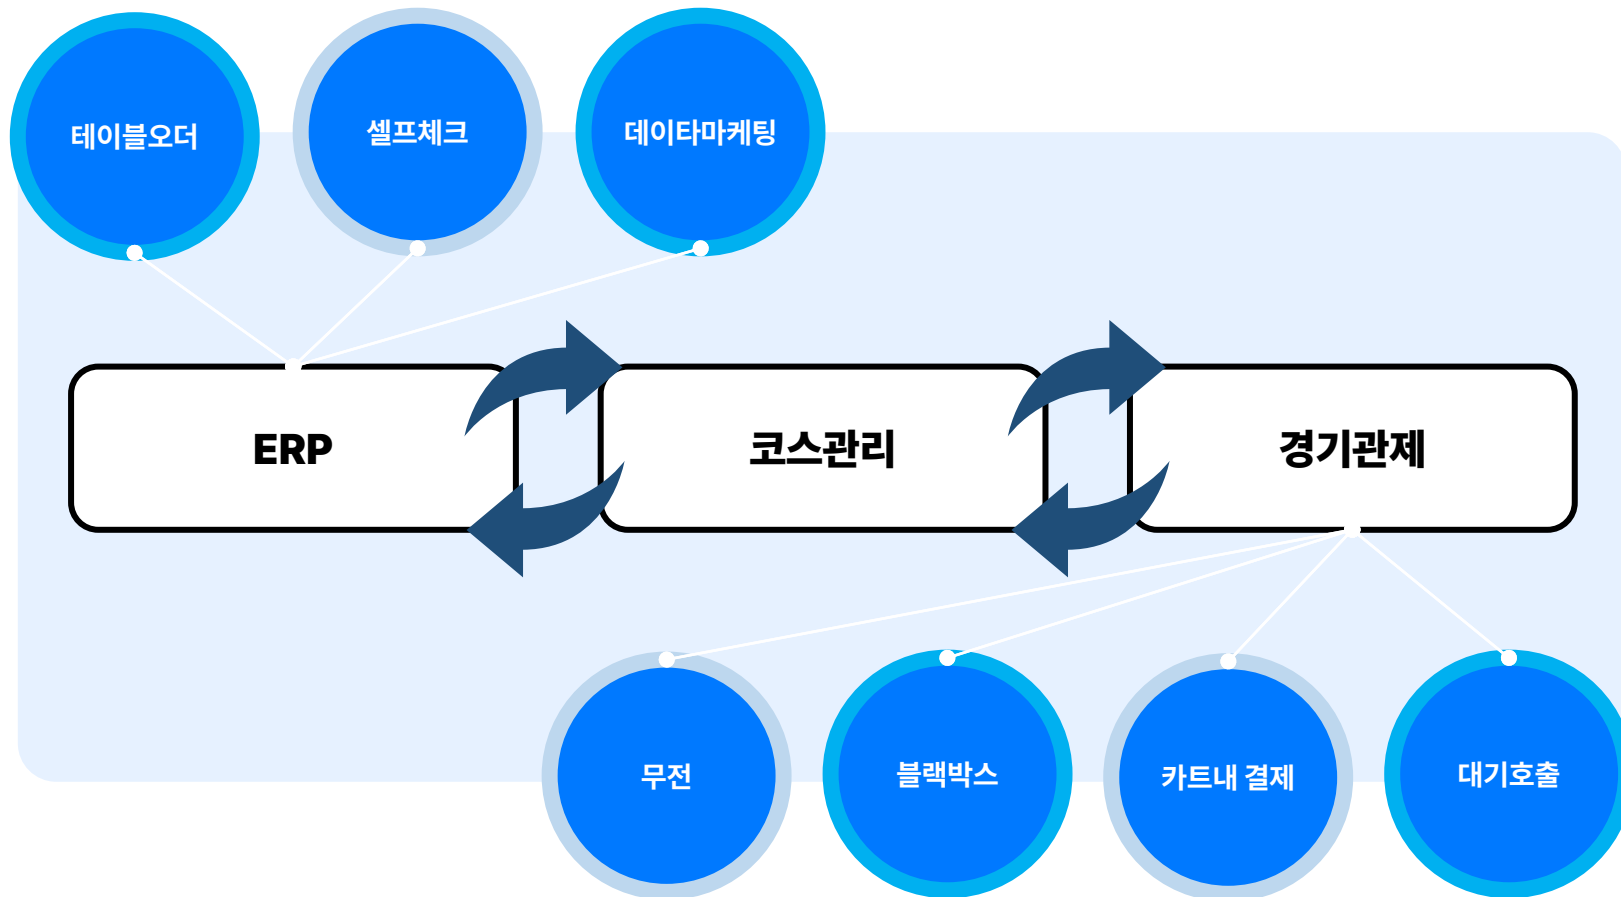 테이블오더
셀프체크
데이타마케팅
ERP
코스관리
경기관제
무전
블랙박스
카트내 결제
대기호출